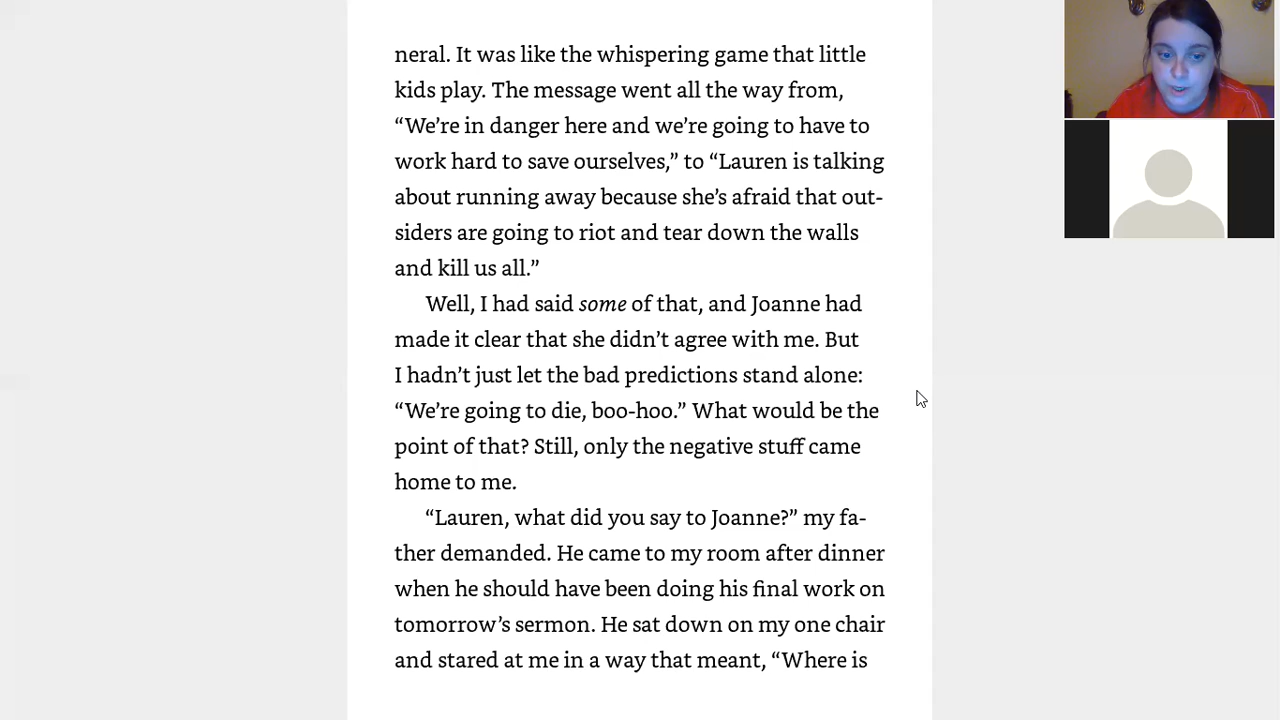 neral. It was like the whispering game that little
kids play. The message went all the way from,
“We’re in danger here and we’re going to have to
work hard to save ourselves,” to “Lauren is talking
about running away because she’s afraid that out-
siders are going to riot and tear down the walls
and kill us all.”
Well, I had said some of that, and Joanne had
made it clear that she didn’t agree with me. But
I hadn’t just let the bad predictions stand alone:
“We’re going to die, boo-hoo.” What would be the
point of that? Still, only the negative stuff came
home to me.
“Lauren, what did you say to Joanne?” my fa-
ther demanded. He came to my room after dinner
when he should have been doing his final work on
tomorrow’s sermon. He sat down on my one chair
and stared at me in a way that meant, “Where is